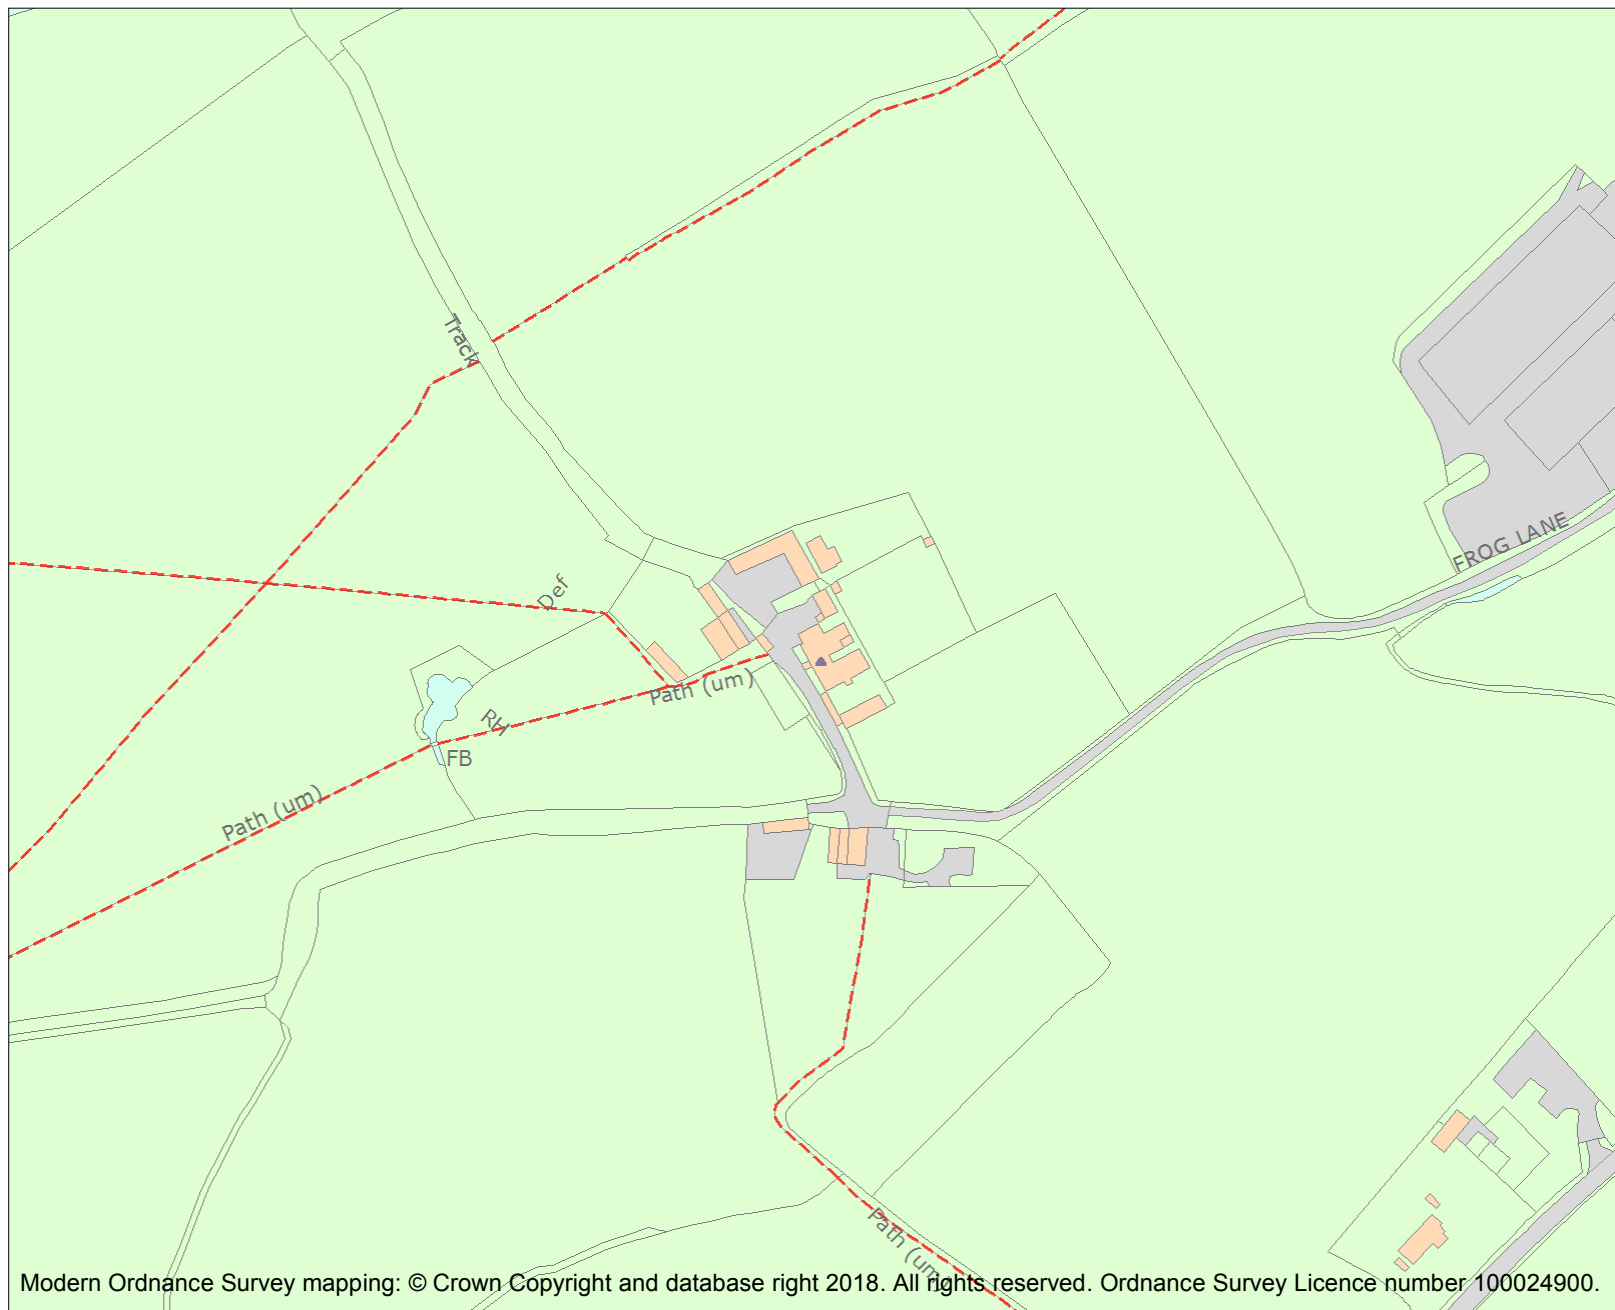 Track
FROG LANE
Def
Path (um)
RH
FB
Path (um)
Path (um)
Modern Ordnance Survey mapping: © Crown Copyright and database right 2018. All rights reserved. Ordnance Survey Licence number 100024900.